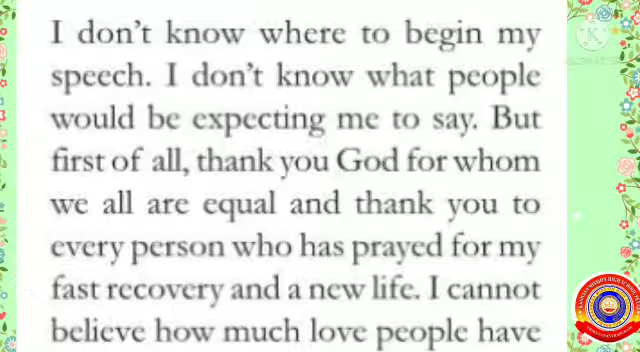 I don't know where to begin my
speech. I don't know what people
would be expecting me to say. But
first of all, thank you God for whom
we all are equal and thank you to
every person who has prayed for my
fast recovery and a new life. I cannot
believe how much love people have
K